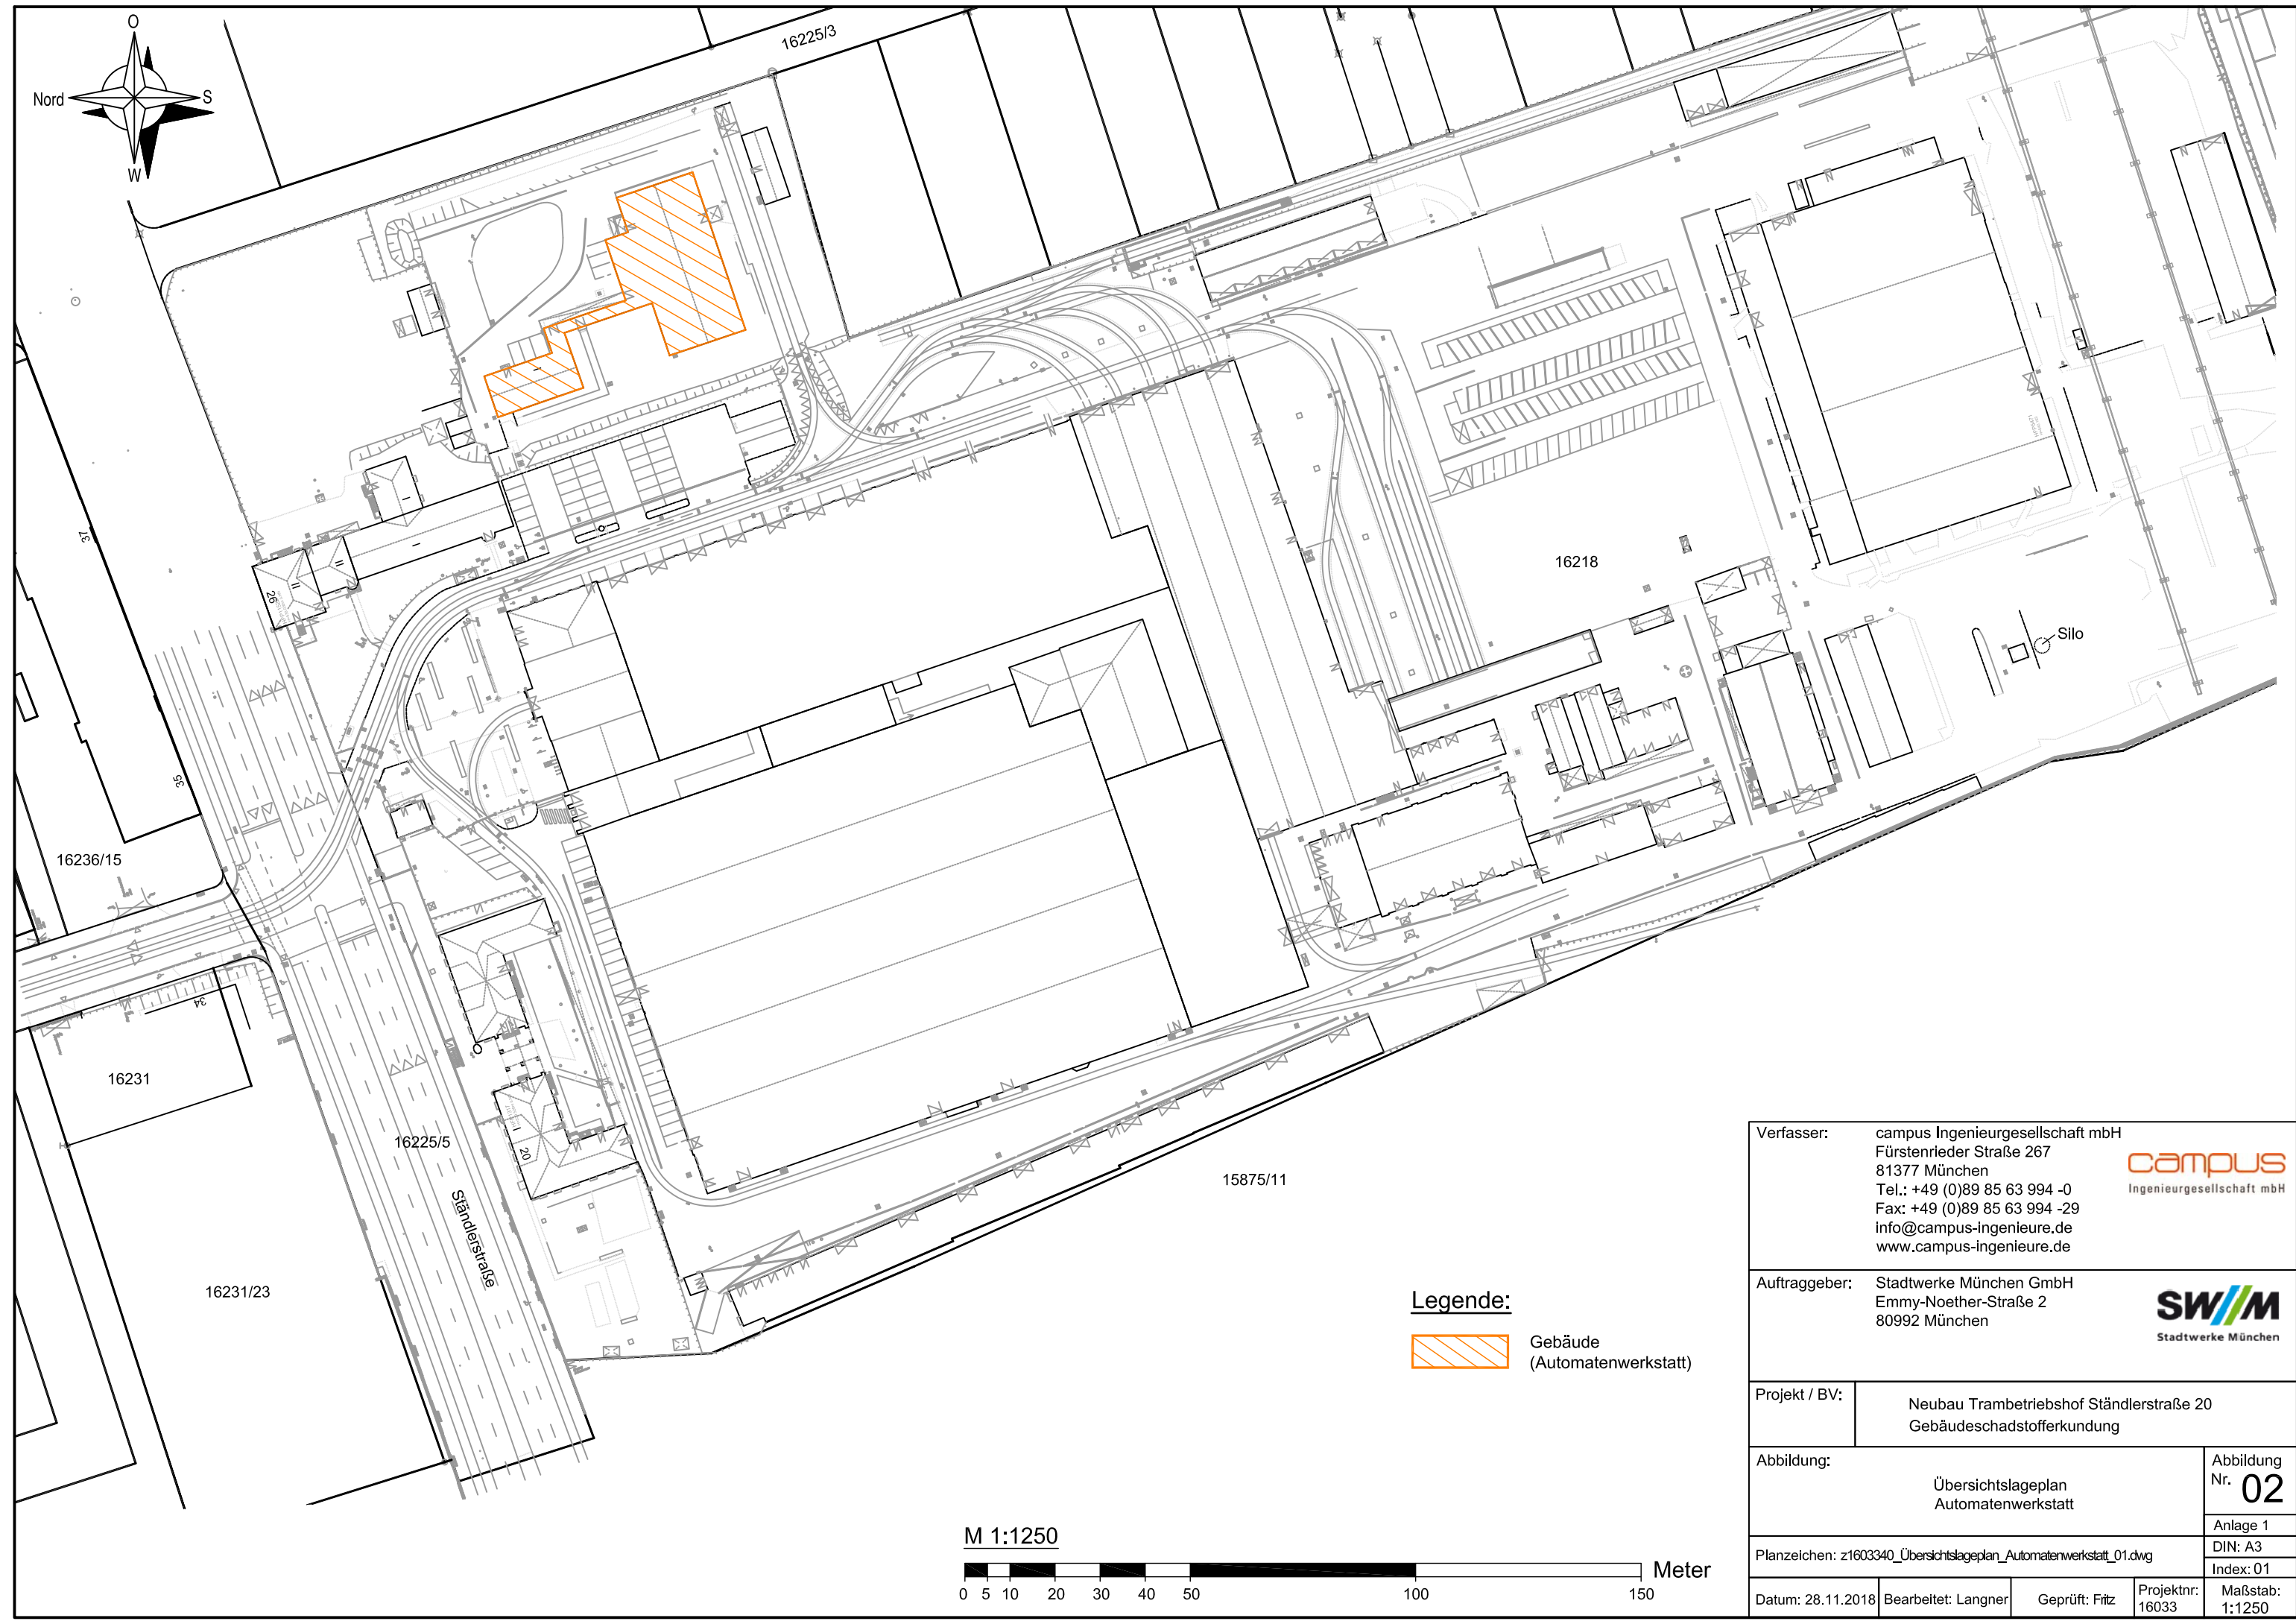 O
Nord
S
W
16225/3
37
I
I
I
II
II
26
16218
Silo
35
16236/15
34
16231
16225/5
20
I
Ständlerstraße
15875/11
16231/23
Legende:
Gebäude
(Automatenwerkstatt)
M 1:1250
0 5 10 20 30 40 50 100 150 Meter
Verfasser:
campus Ingenieurgesellschaft mbH
Fürstenrieder Straße 267
81377 München
Tel.: +49 (0)89 85 63 994 -0
Fax: +49 (0)89 85 63 994 -29
info@campus-ingenieure.de
www.campus-ingenieure.de
campus
Ingenieurgesellschaft mbH
Auftraggeber:
Stadtwerke München GmbH
Emmy-Noether-Straße 2
80992 München
SW//M
Stadtwerke München
Projekt / BV:
Neubau Trambetriebshof Ständlerstraße 20
Gebäudeschadstofferkundung
Abbildung:
Übersichtslageplan
Automatenwerkstatt
Abbildung
Nr. 02
Anlage 1
Planzeichen: z1603340_Übersichtslageplan_Automatenwerkstatt_01.dwg
DIN: A3
Index: 01
Datum: 28.11.2018
Bearbeitet: Langner
Geprüft: Fritz
Projektnr:
16033
Maßstab:
1:1250